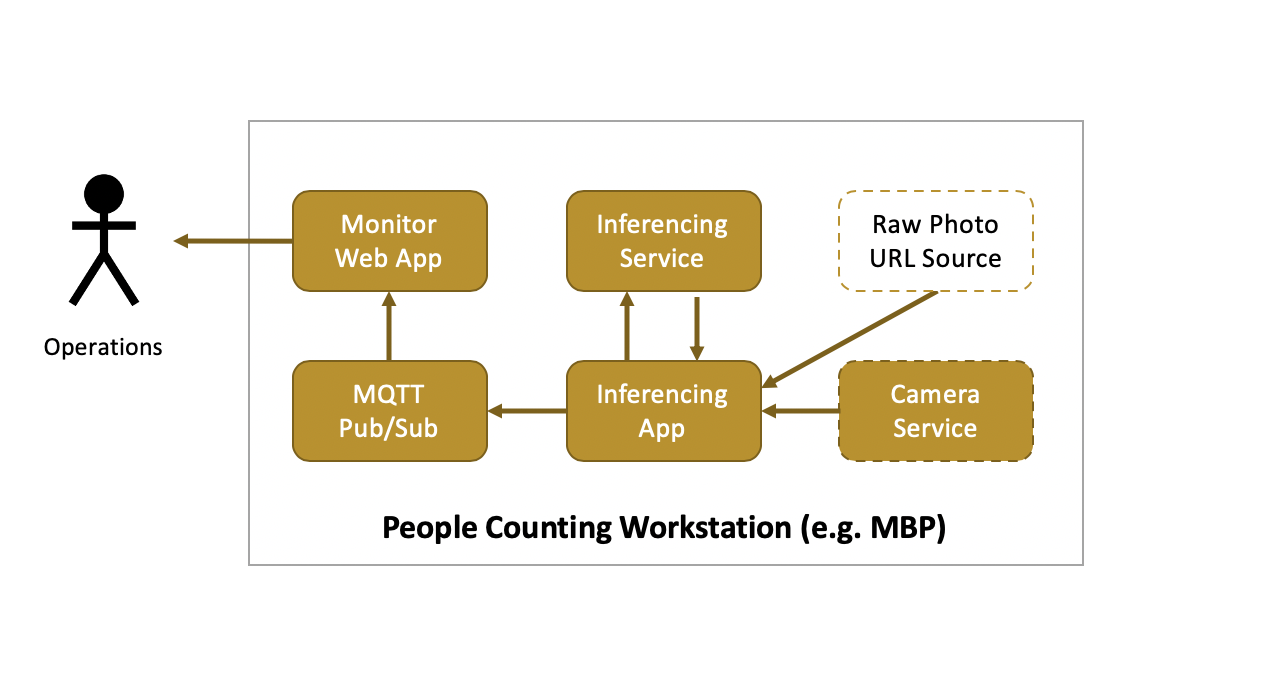 Monitor
Web App
Inferencing
Service
Raw Photo
URL Source
Operations
MQTT
Pub/Sub
Inferencing
App
Camera
Service
People Counting Workstation (e.g. MBP)